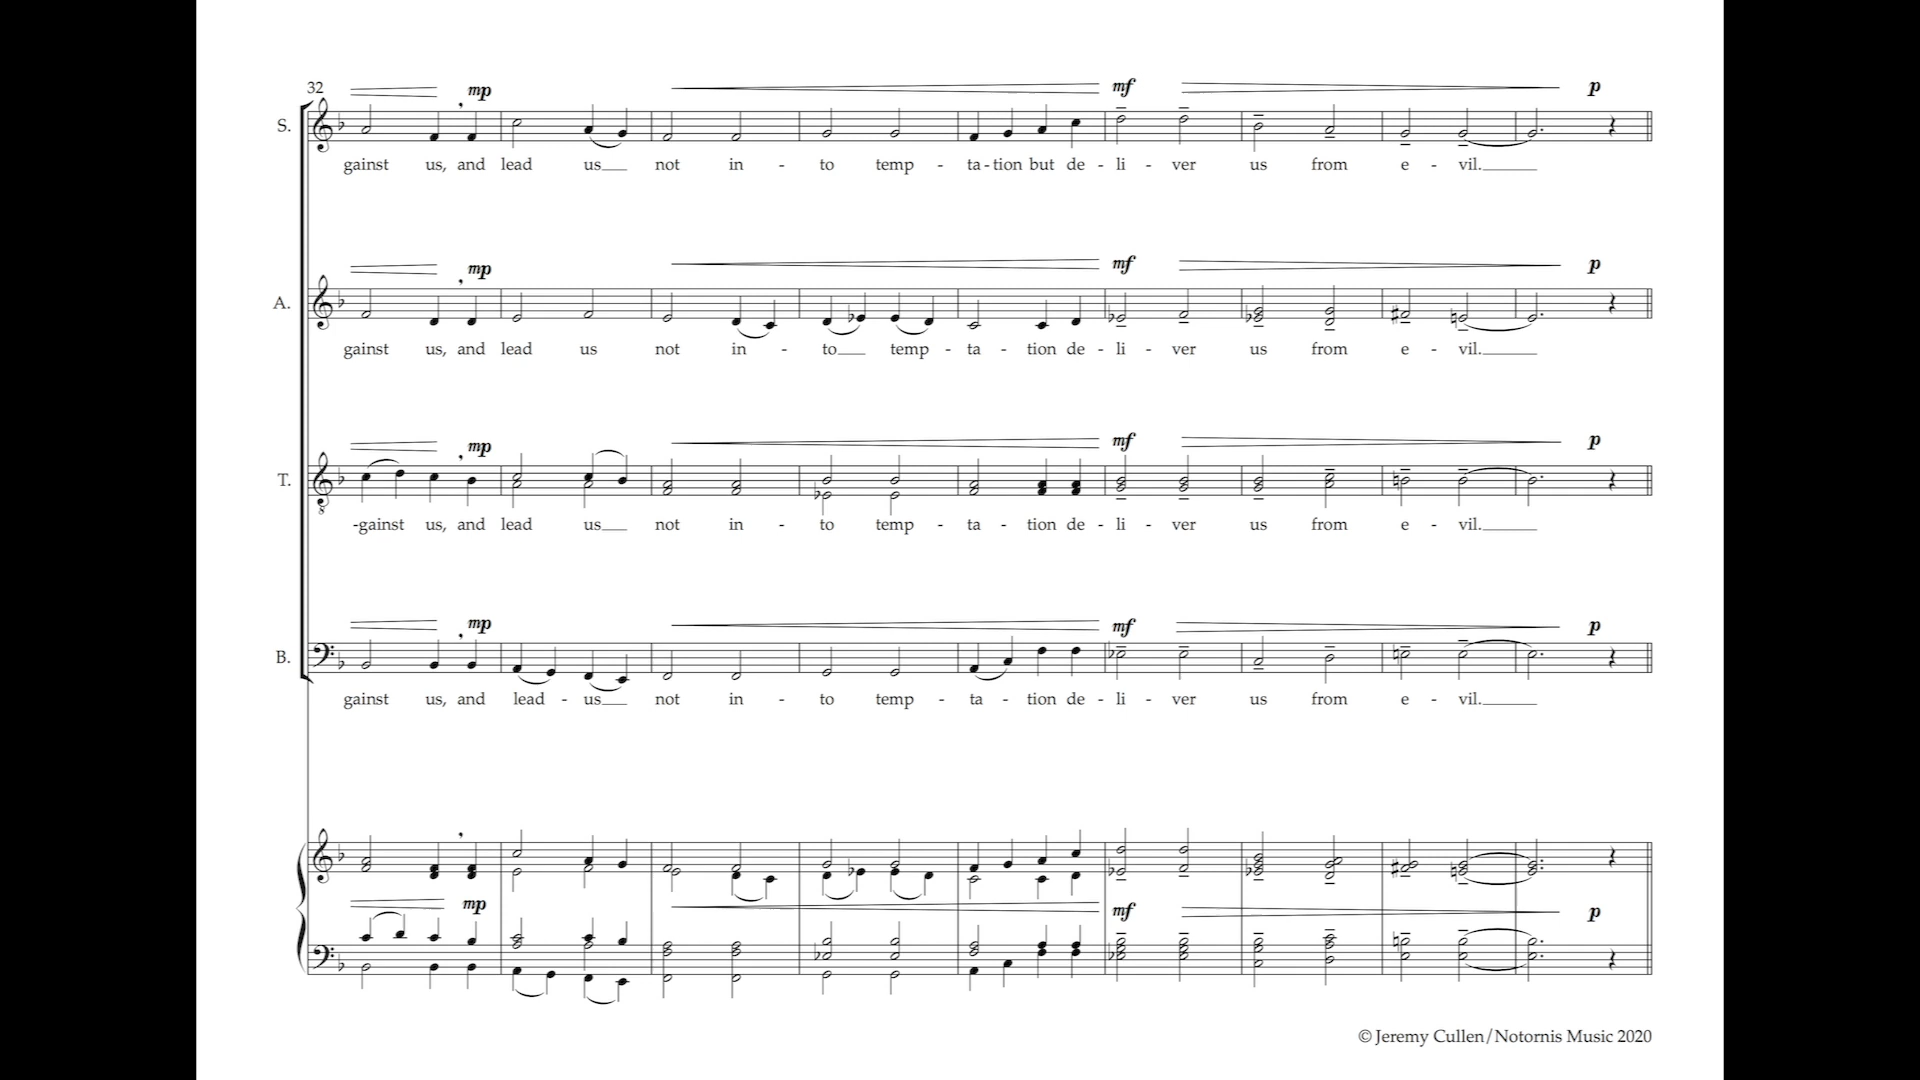 32 mp mf p
S.
gainst us, and lead us not in - to temp - ta - tion but de - li - ver us from e - vil.
mp mf p
A.
gainst us, and lead us not in - to temp - ta - tion de - li - ver us from e - vil.
mp mf p
T.
8
-gainst us, and lead us not in - to temp - ta - tion de - li - ver us from e - vil.
mp mf p
B.
gainst us, and lead - us not in - to temp - ta - tion de - li - ver us from e - vil.
mp mf p
© Jeremy Cullen/Notornis Music 2020